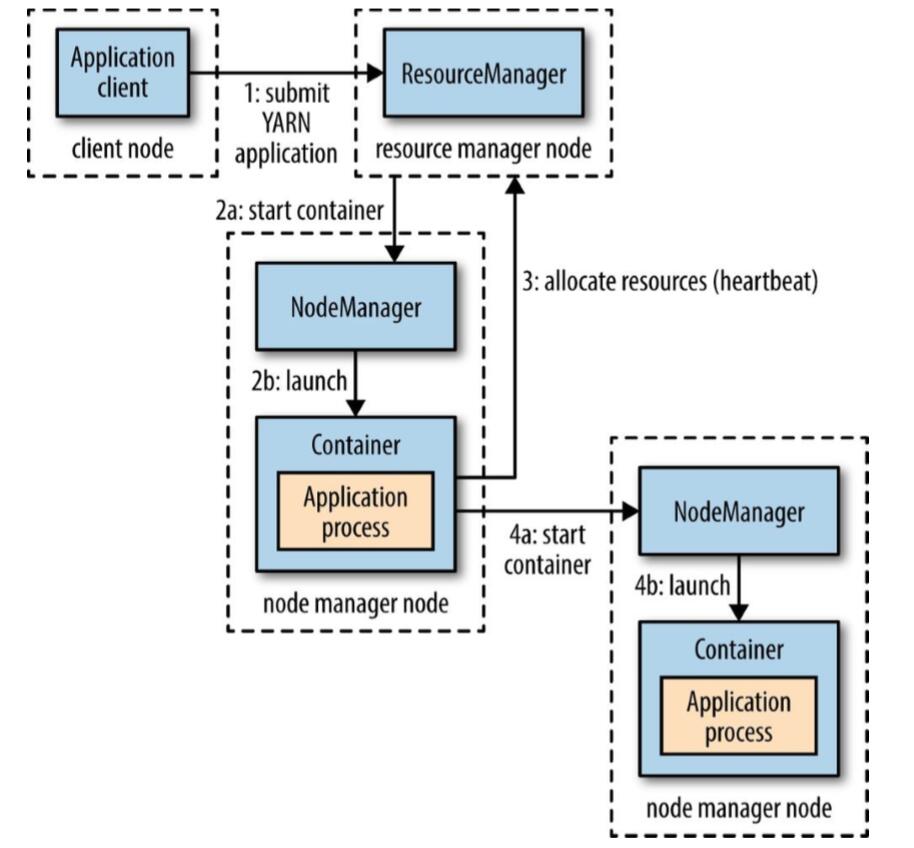 Application
client
client node
1: submit
YARN
application
ResourceManager
resource manager node
2a: start container
NodeManager
2b: launch
Container
Application
process
node manager node
3: allocate resources (heartbeat)
4a: start
container
NodeManager
4b: launch
Container
Application
process
node manager node